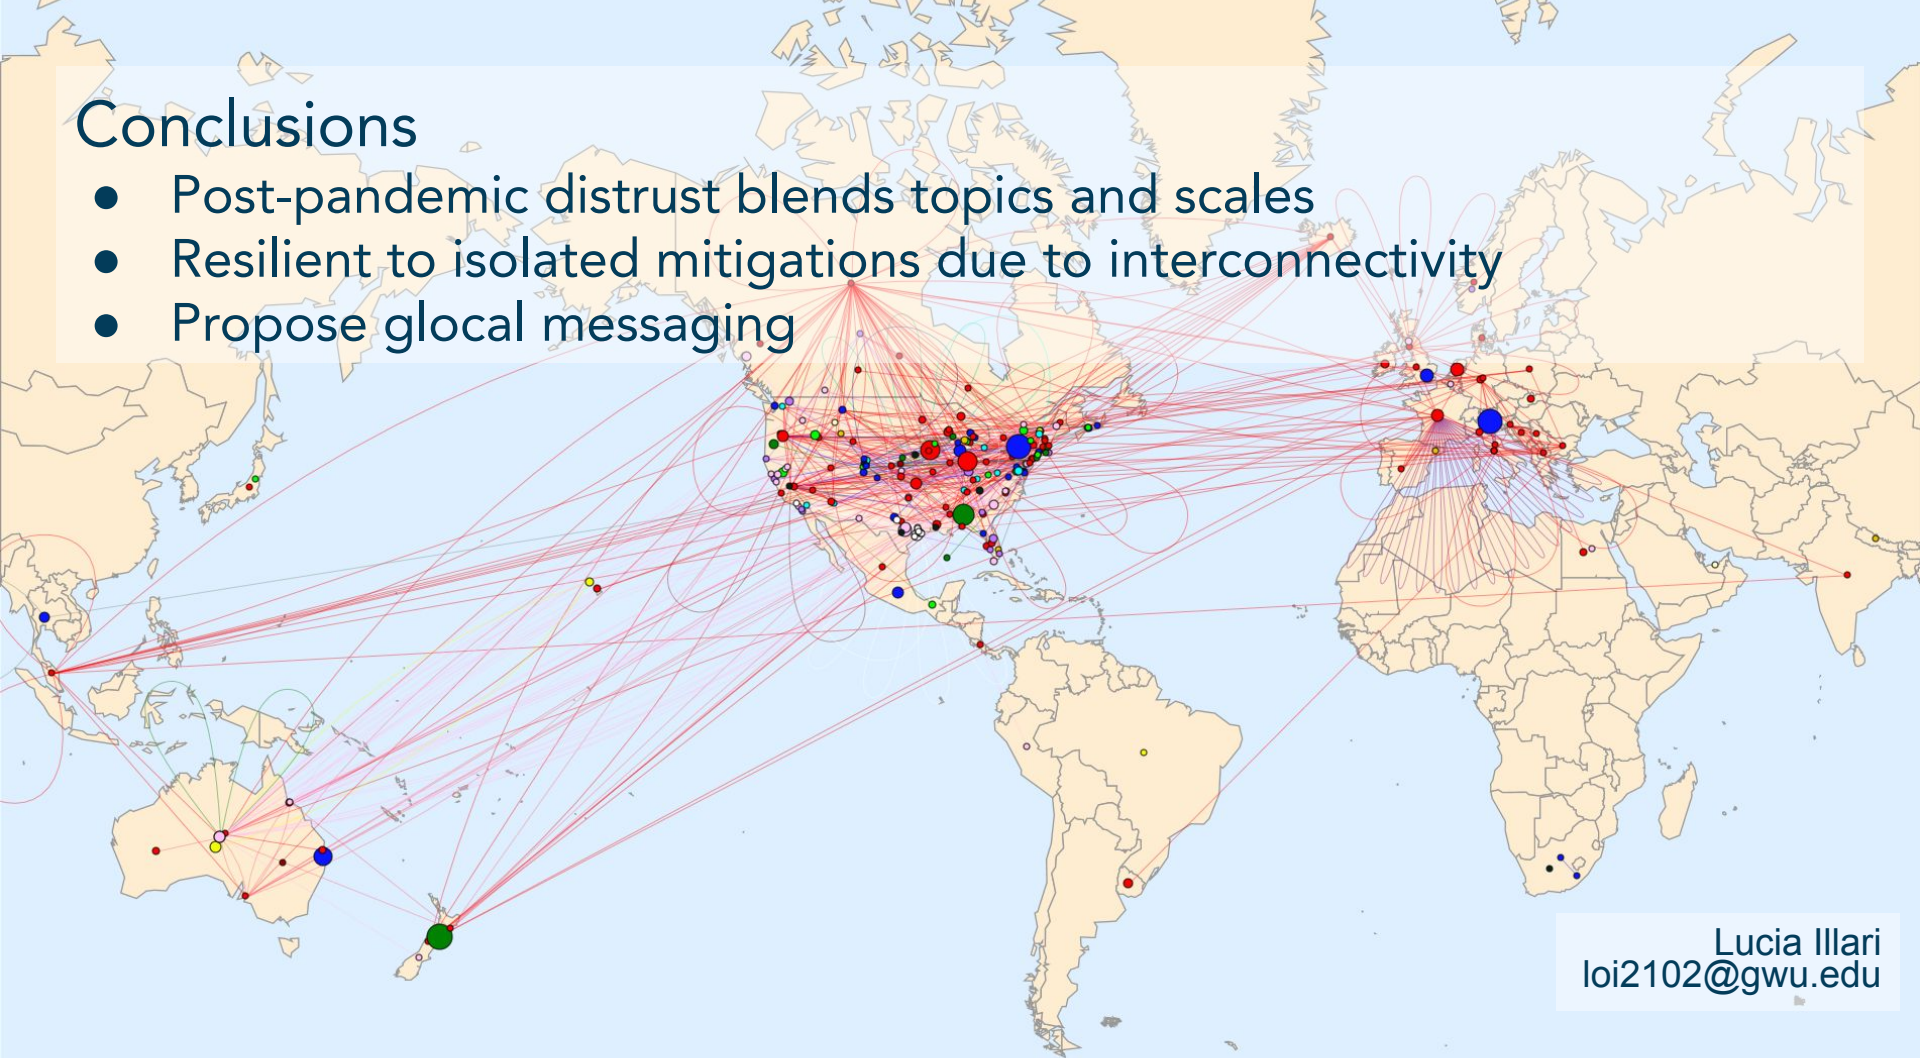 Conclusions
● Post-pandemic distrust blends topics and scales
● Resilient to isolated mitigations due to interconnectivity
● Propose glocal messaging
Lucia Illari
loi2102@gwu.edu